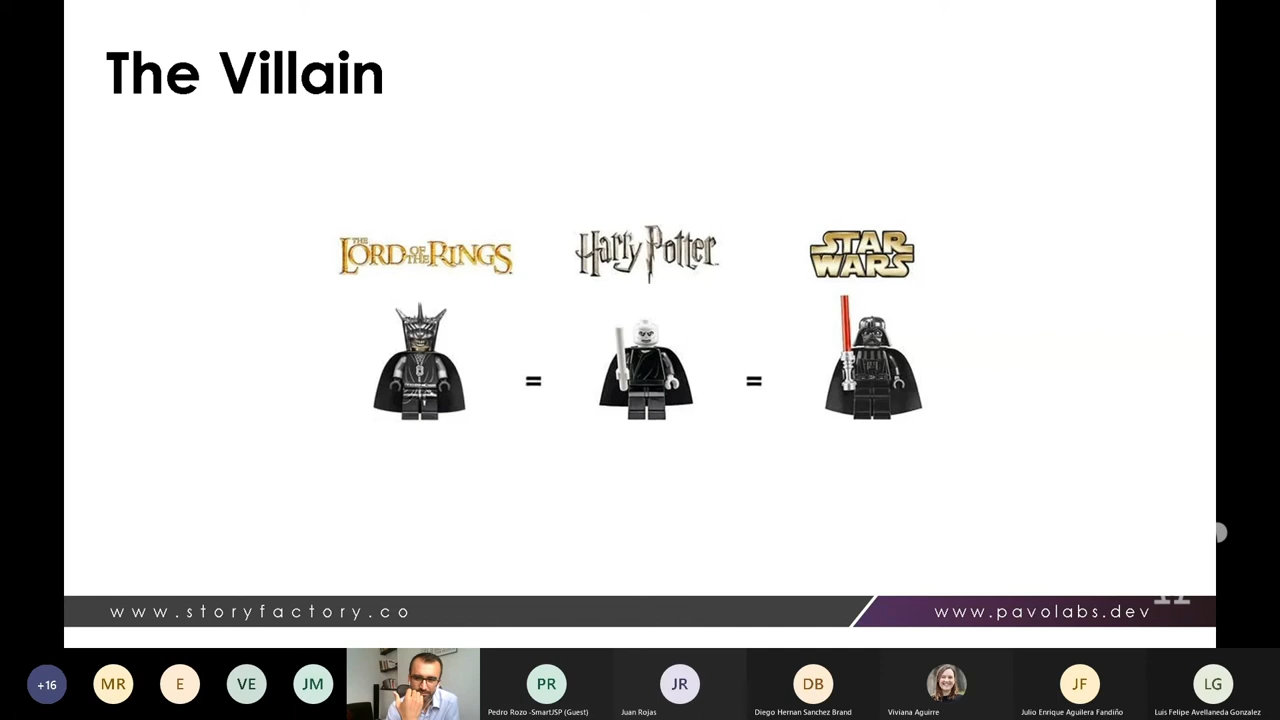 The Villain
THE LORD OF THE RINGS
Harry Potter
STAR WARS
= =
www.storyfactory.co
www.pavolabs.dev
11
+16
MR
E
VE
JM
PR
JR
DB
JF
LG
Pedro Rozo -SmartJSP (Guest)
Juan Rojas
Diego Hernan Sanchez Brand
Viviana Aguirre
Julio Enrique Aguilera Fandiño
Luis Felipe Avellaneda Gonzalez